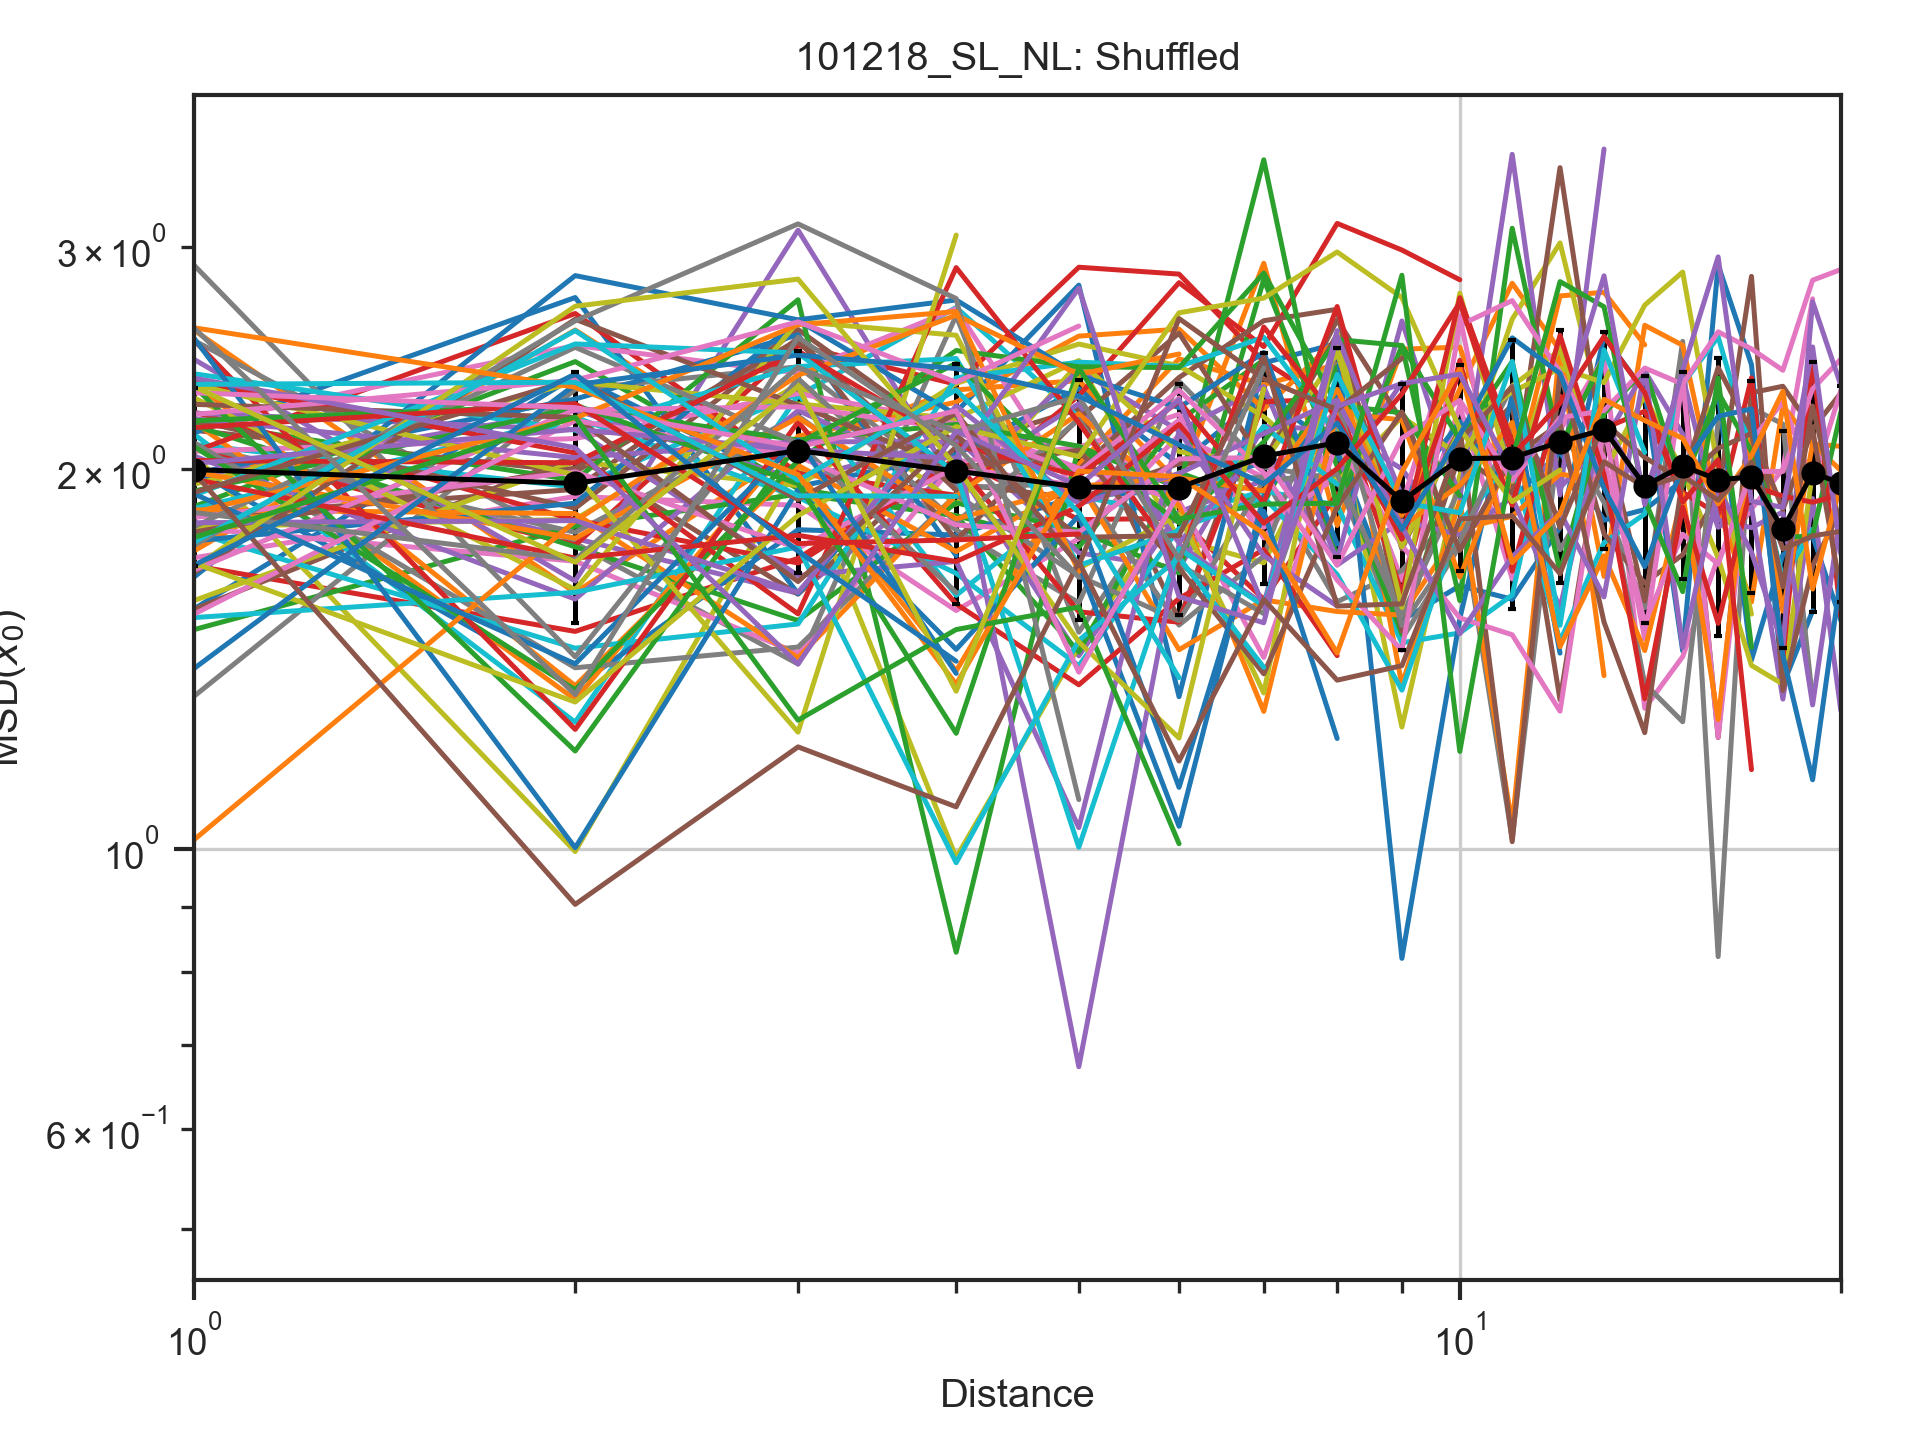 101218_SL_NL: Shuffled
3 × 10⁰
2 × 10⁰
10⁰
6 × 10⁻¹
MSD(x₀)
10⁰
10¹
Distance